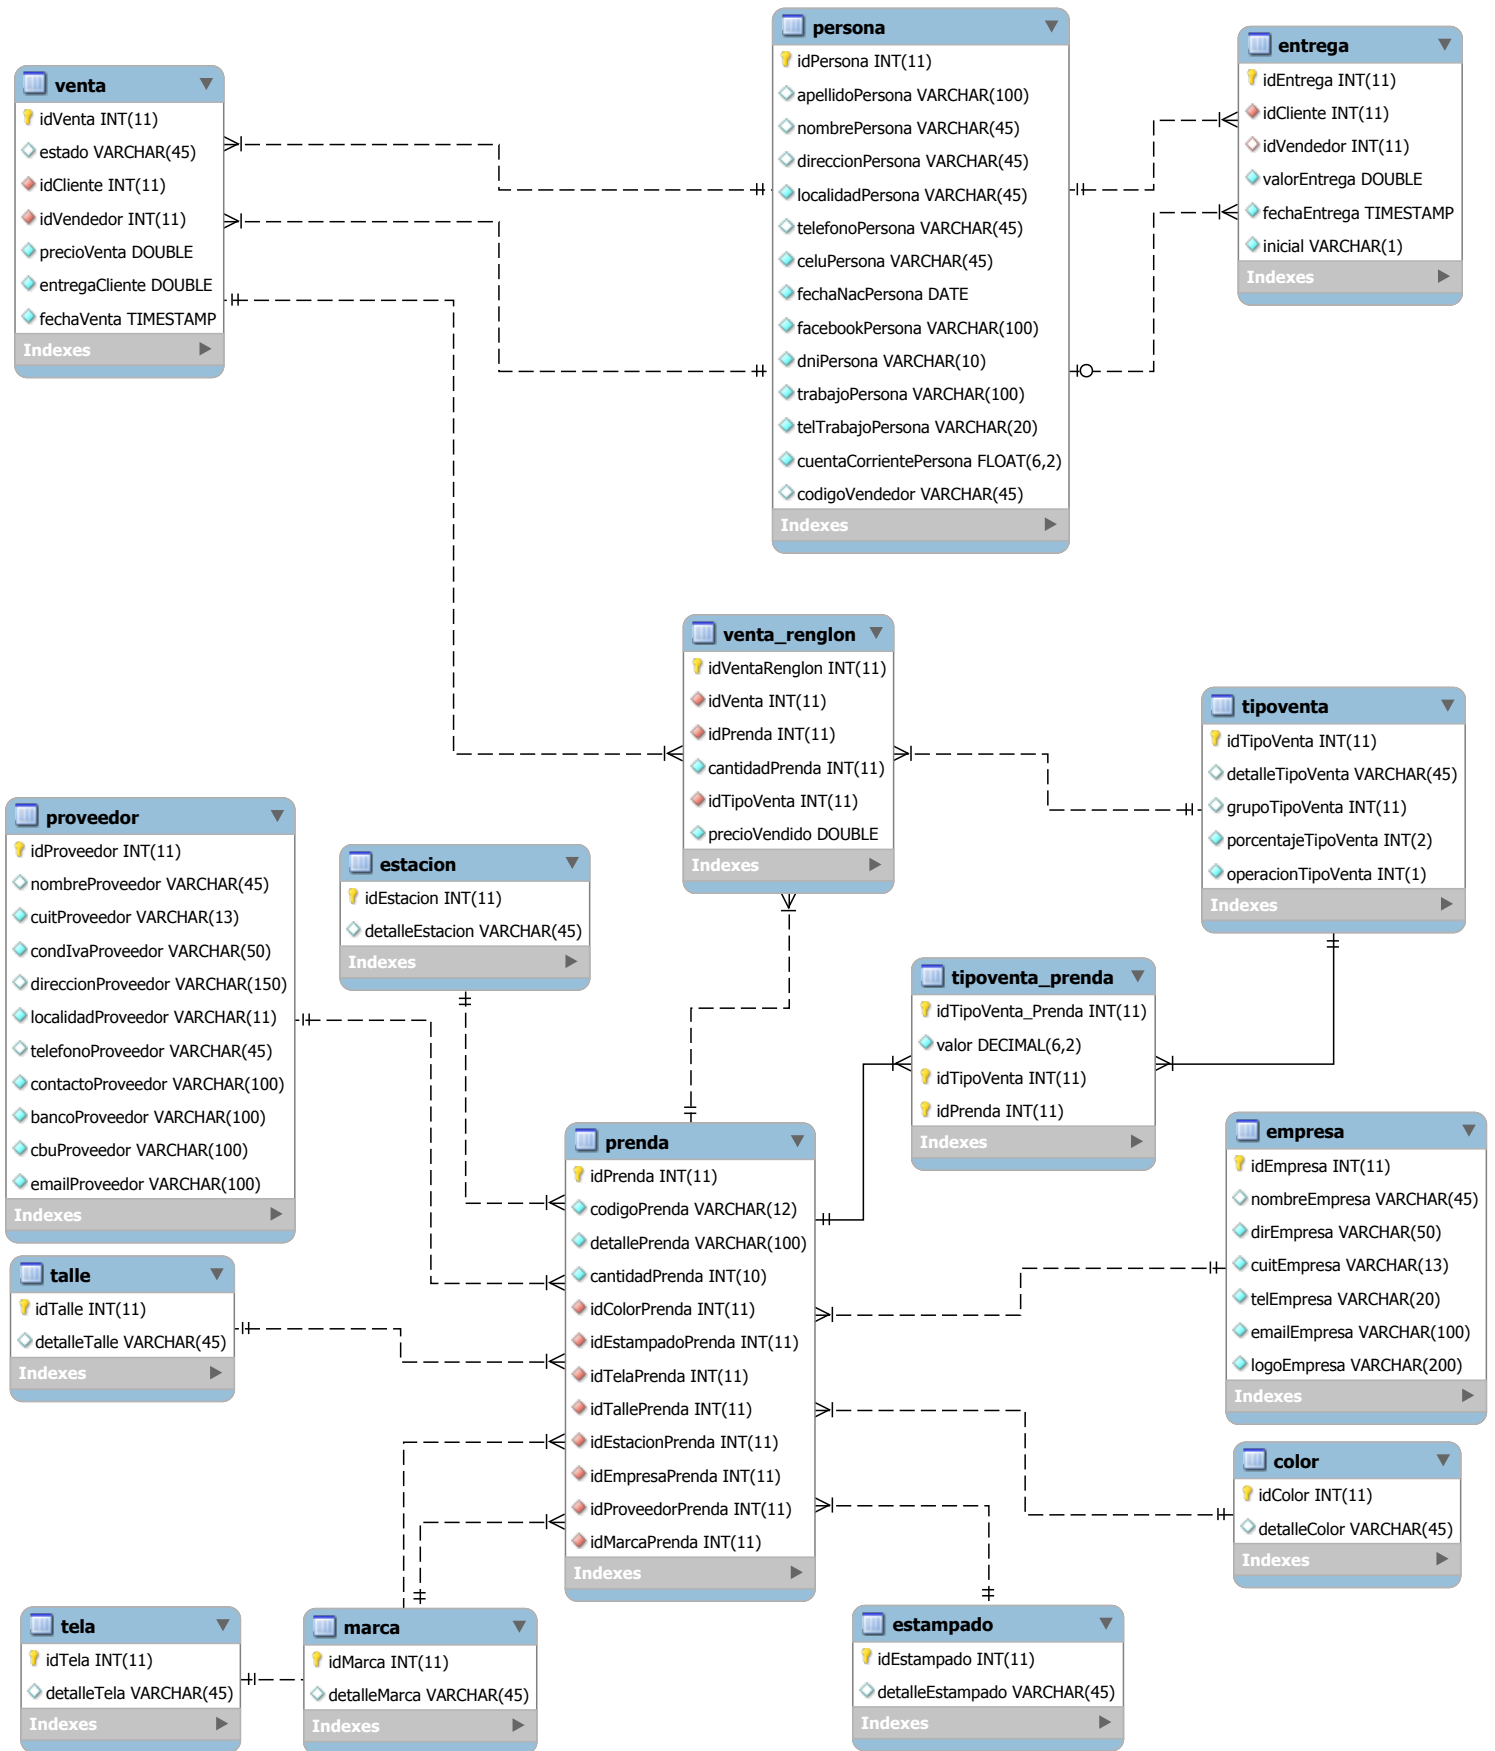 venta
idVenta INT(11)
estado VARCHAR(45)
idCliente INT(11)
idVendedor INT(11)
precioVenta DOUBLE
entregaCliente DOUBLE
fechaVenta TIMESTAMP
Indexes
persona
idPersona INT(11)
apellidoPersona VARCHAR(100)
nombrePersona VARCHAR(45)
direccionPersona VARCHAR(45)
localidadPersona VARCHAR(45)
telefonoPersona VARCHAR(45)
celuPersona VARCHAR(45)
fechaNacPersona DATE
facebookPersona VARCHAR(100)
dniPersona VARCHAR(10)
trabajoPersona VARCHAR(100)
telTrabajoPersona VARCHAR(20)
cuentaCorrientePersona FLOAT(6,2)
codigoVendedor VARCHAR(45)
Indexes
entrega
idEntrega INT(11)
idCliente INT(11)
idVendedor INT(11)
valorEntrega DOUBLE
fechaEntrega TIMESTAMP
inicial VARCHAR(1)
Indexes
venta_renglon
idVentaRenglon INT(11)
idVenta INT(11)
idPrenda INT(11)
cantidadPrenda INT(11)
idTipoVenta INT(11)
precioVendido DOUBLE
Indexes
tipoventa
idTipoVenta INT(11)
detalleTipoVenta VARCHAR(45)
grupoTipoVenta INT(11)
porcentajeTipoVenta INT(2)
operacionTipoVenta INT(1)
Indexes
proveedor
idProveedor INT(11)
nombreProveedor VARCHAR(45)
cuitProveedor VARCHAR(13)
condIvaProveedor VARCHAR(50)
direccionProveedor VARCHAR(150)
localidadProveedor VARCHAR(11)
telefonoProveedor VARCHAR(45)
contactoProveedor VARCHAR(100)
bancoProveedor VARCHAR(100)
cbuProveedor VARCHAR(100)
emailProveedor VARCHAR(100)
Indexes
estacion
idEstacion INT(11)
detalleEstacion VARCHAR(45)
Indexes
tipoventa_prenda
idTipoVenta_Prenda INT(11)
valor DECIMAL(6,2)
idTipoVenta INT(11)
idPrenda INT(11)
Indexes
prenda
idPrenda INT(11)
codigoPrenda VARCHAR(12)
detallePrenda VARCHAR(100)
cantidadPrenda INT(10)
idColorPrenda INT(11)
idEstampadoPrenda INT(11)
idTelaPrenda INT(11)
idTallePrenda INT(11)
idEstacionPrenda INT(11)
idEmpresaPrenda INT(11)
idProveedorPrenda INT(11)
idMarcaPrenda INT(11)
Indexes
empresa
idEmpresa INT(11)
nombreEmpresa VARCHAR(45)
dirEmpresa VARCHAR(50)
cuitEmpresa VARCHAR(13)
telEmpresa VARCHAR(20)
emailEmpresa VARCHAR(100)
logoEmpresa VARCHAR(200)
Indexes
talle
idTalle INT(11)
detalleTalle VARCHAR(45)
Indexes
color
idColor INT(11)
detalleColor VARCHAR(45)
Indexes
tela
idTela INT(11)
detalleTela VARCHAR(45)
Indexes
marca
idMarca INT(11)
detalleMarca VARCHAR(45)
Indexes
estampado
idEstampado INT(11)
detalleEstampado VARCHAR(45)
Indexes